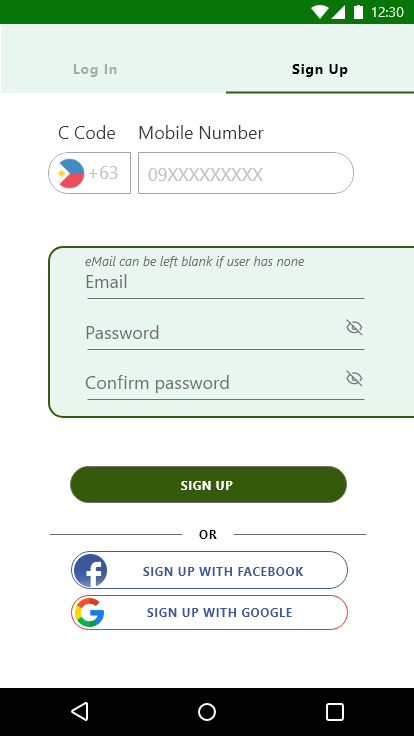 12:30
Log In
Sign Up
C Code
Mobile Number
+63
09XXXXXXXXX
eMail can be left blank if user has none
Email
Password
Confirm password
SIGN UP
OR
SIGN UP WITH FACEBOOK
SIGN UP WITH GOOGLE